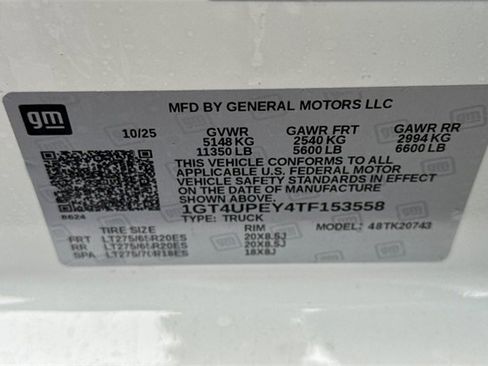 gm
MFD BY GENERAL MOTORS LLC
10/25 GVWR GAWR FRT GAWR RR
5148 KG 2540 KG 2994 KG
11350 LB 5600 LB 6600 LB
THIS VEHICLE CONFORMS TO ALL
APPLICABLE U.S. FEDERAL MOTOR
VEHICLE SAFETY STANDARDS IN EFFECT
ON THE DATE OF MANUFACTURE
SHOWN ABOVE.
8624 1GT4UPEY4TF153558
TYPE: TRUCK
TIRE SIZE RIM MODEL: 48TK20743
FRT LT275/65R20ES 20X8.5J
RR LT275/65R20ES 20X8.5J
SPA LT275/70R18ES 18X8J